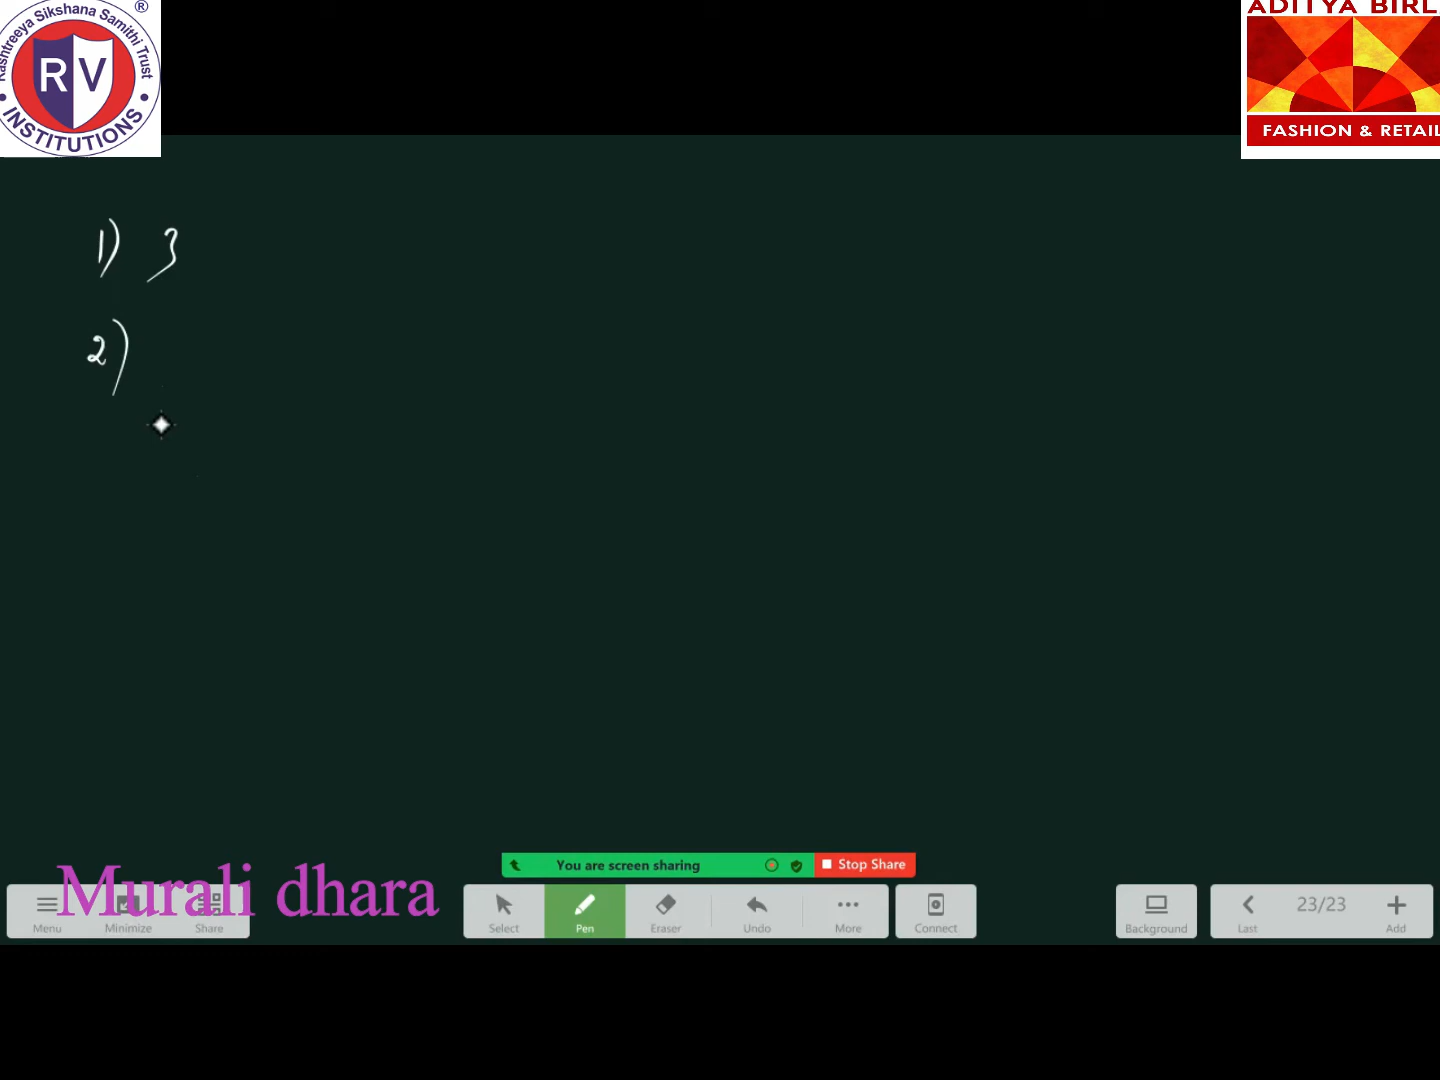 Rashtreeya Sikshana Samithi Trust ®
RV
• INSTITUTIONS •
ADITYA BIRL
FASHION & RETAIL
1) 3
2)
You are screen sharing
Stop Share
Murali dhara
Menu Minimize Share Select Pen Eraser Undo More Connect Background Last 23/23 Add